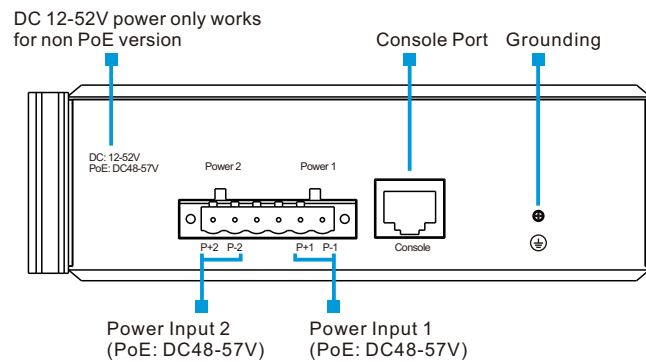 DC 12-52V power only works
for non PoE version
Console Port
Grounding
DC: 12-52V
PoE: DC48-57V
Power 2
Power 1
P+2 P-2
P+1 P-1
Console
Power Input 2
(PoE: DC48-57V)
Power Input 1
(PoE: DC48-57V)